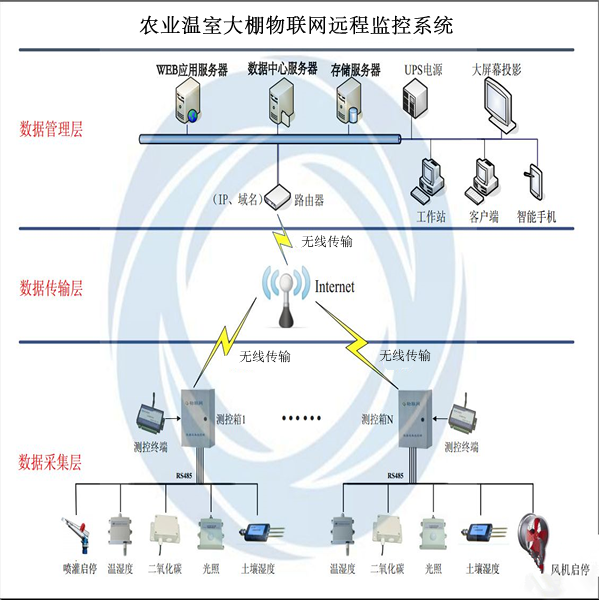 农业温室大棚物联网远程监控系统
WEB应用服务器
数据中心服务器
存储服务器
UPS电源
大屏幕投影
数据管理层
(IP、域名)
路由器
工作站
客户端
智能手机
无线传输
数据传输层
Internet
无线传输
无线传输
测控箱1
······
测控箱N
测控终端
测控终端
数据采集层
RS485
RS485
喷灌启停
温湿度
二氧化碳
光照
土壤湿度
温湿度
二氧化碳
光照
土壤湿度
风机启停